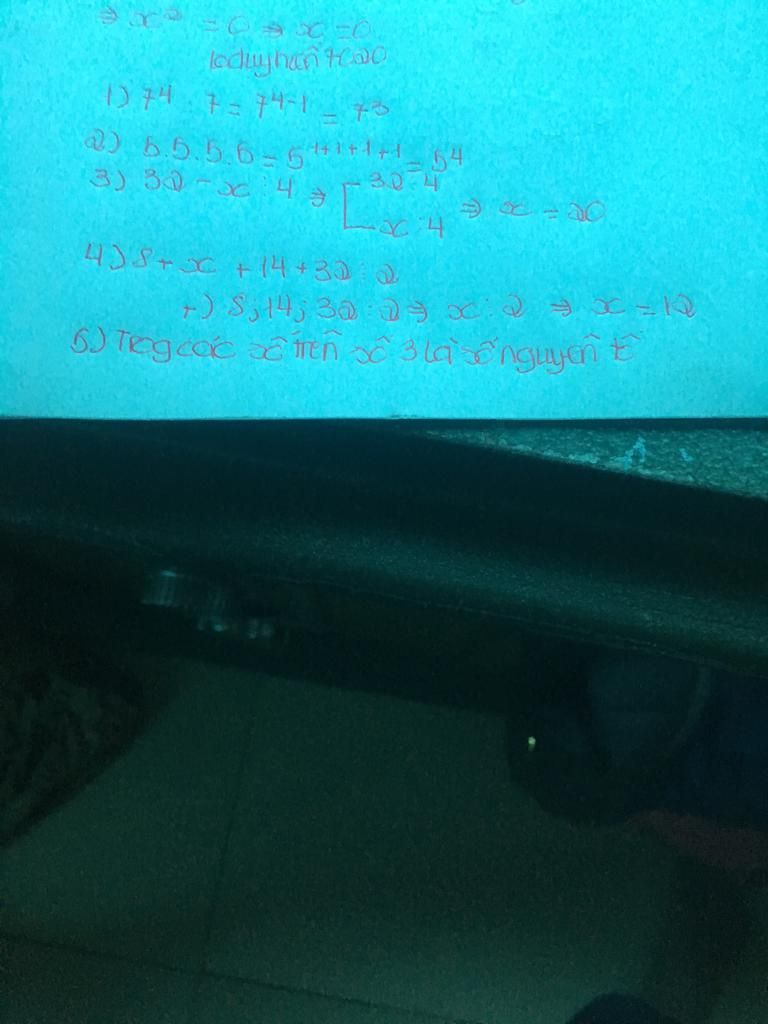 ⇒ x² = 0 ⇒ x = 0
1) 7⁴ : 7 = 7⁴⁻¹ = 7³
2) 5.5.5.5 = 5¹⁺¹⁺¹⁺¹ = 5⁴
3) 32 - x ⋮ 4 ⇒ [ 32 ⋮ 4
x ⋮ 4 ⇒ x = 20
4) 8 + x + 14 + 32 ⋮ 2
+) 8; 14; 32 ⋮ 2 ⇒ x ⋮ 2 ⇒ x = 12
5) Trog các số trên số 3 là số nguyên tố